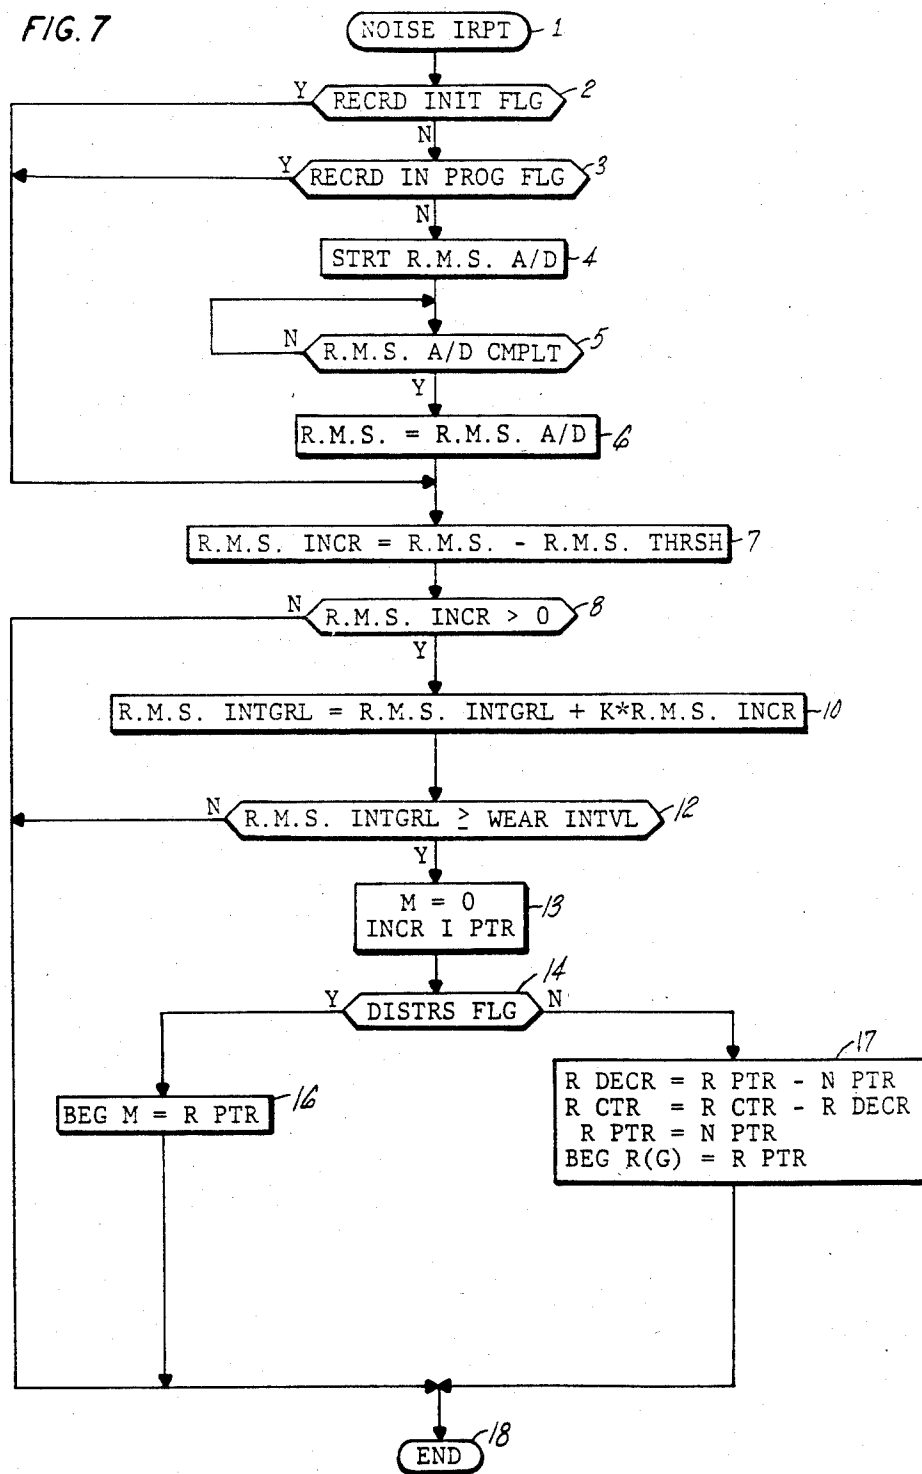 FIG. 7
NOISE IRPT 1
Y RECRD INIT FLG 2
N
Y RECRD IN PROG FLG 3
N
STRT R.M.S. A/D 4
N R.M.S. A/D CMPLT 5
Y
R.M.S. = R.M.S. A/D 6
R.M.S. INCR = R.M.S. - R.M.S. THRSH 7
N R.M.S. INCR > 0 8
Y
R.M.S. INTGRL = R.M.S. INTGRL + K*R.M.S. INCR 10
N R.M.S. INTGRL ≥ WEAR INTVL 12
Y
M = 0
INCR I PTR 13
Y DISTRS FLG N 14
BEG M = R PTR 16
17
R DECR = R PTR - N PTR
R CTR = R CTR - R DECR
R PTR = N PTR
BEG R(G) = R PTR
END 18